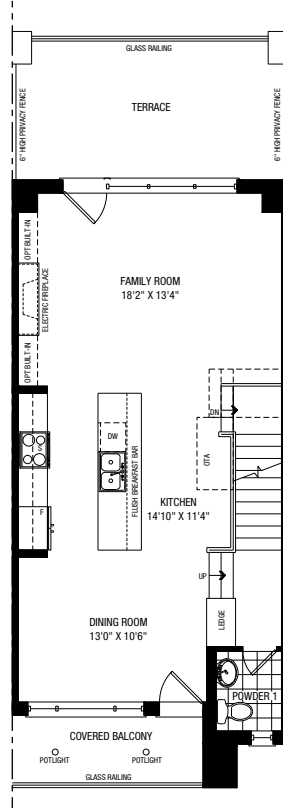 GLASS RAILING
TERRACE
6" HIGH PRIVACY FENCE
6" HIGH PRIVACY FENCE
OPT BUILT-IN
ELECTRIC FIREPLACE
OPT BUILT-IN
FAMILY ROOM
18'2" X 13'4"
DN
DW
FLUSH BREAKFAST BAR
OTA
S
F
KITCHEN
14'10" X 11'4"
UP
LEDGE
DINING ROOM
13'0" X 10'6"
POWDER 1
COVERED BALCONY
POTLIGHT
POTLIGHT
GLASS RAILING